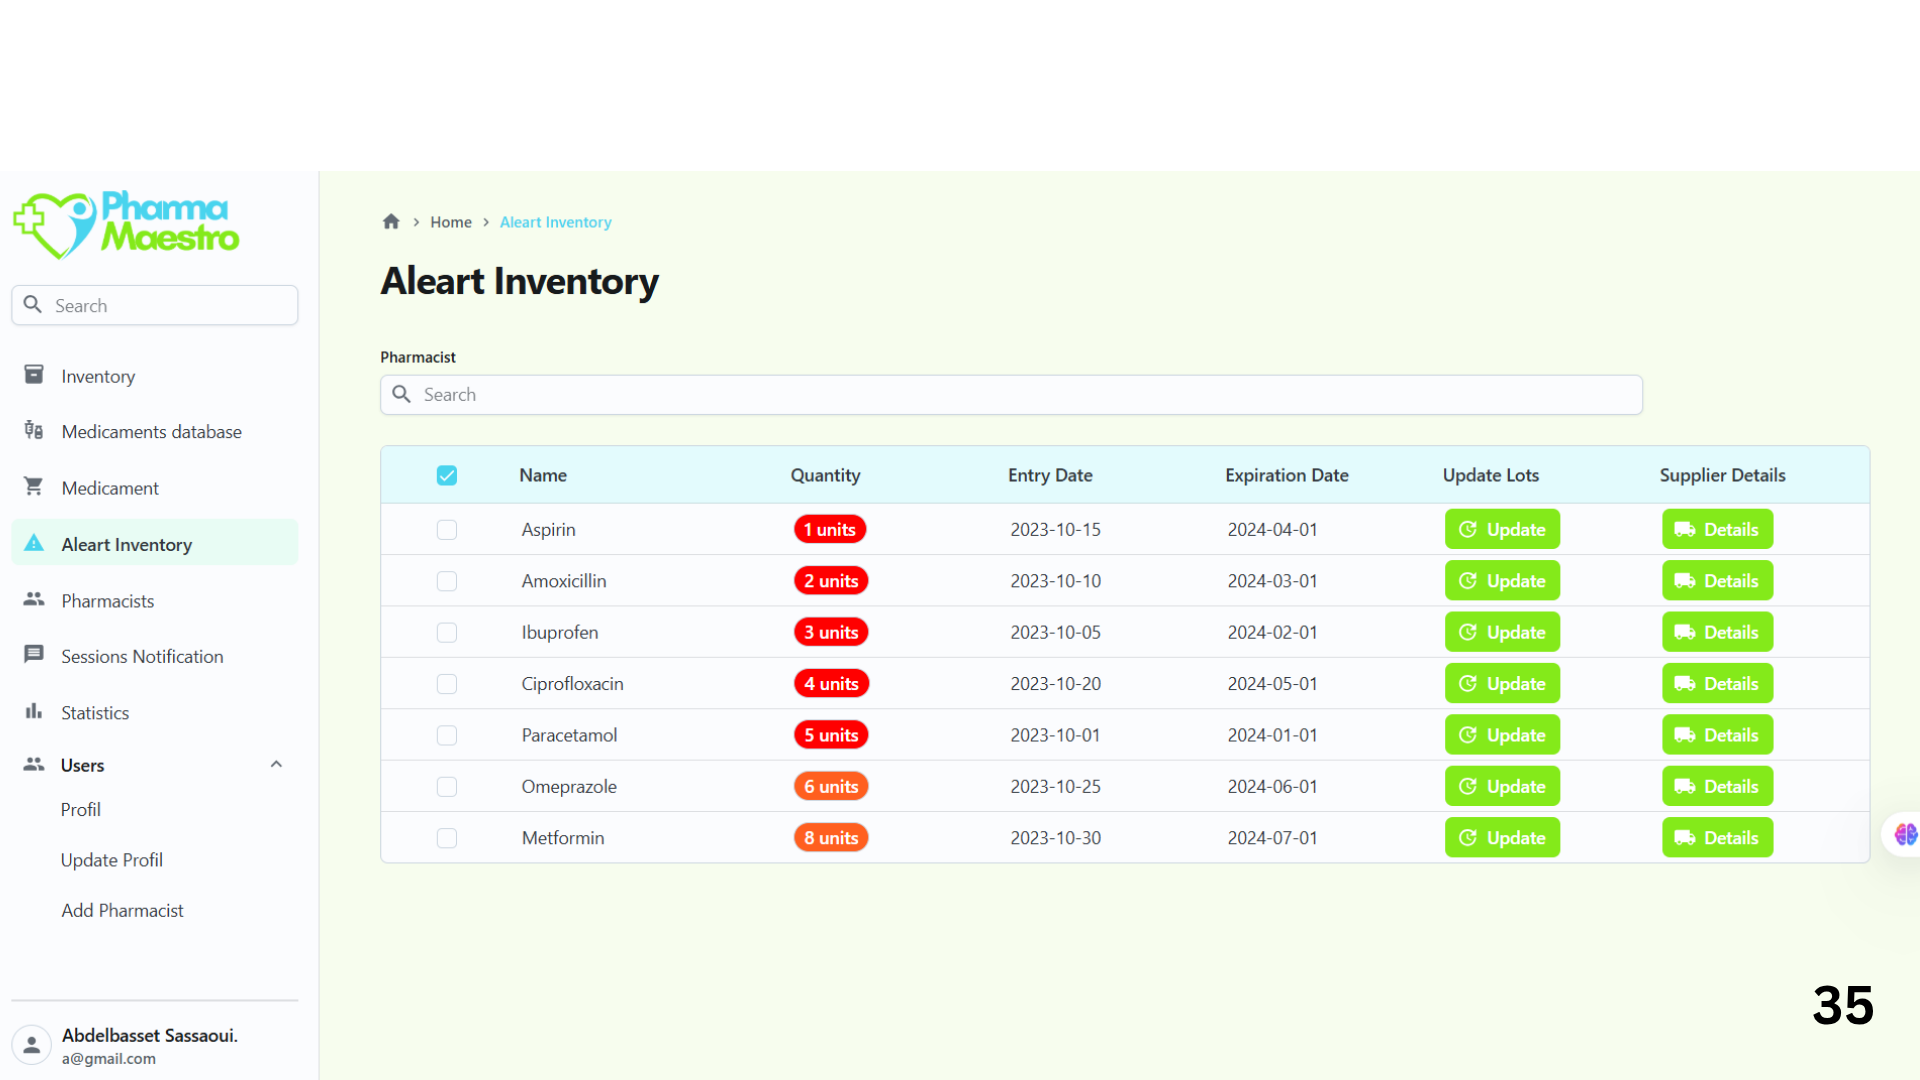 Pharma
Maestro
Search
Inventory
Medicaments database
Medicament
Aleart Inventory
Pharmacists
Sessions Notification
Statistics
Users
Profil
Update Profil
Add Pharmacist
Abdelbasset Sassaoui.
a@gmail.com
Home Aleart Inventory
Aleart Inventory
Pharmacist
Search
Name Quantity Entry Date Expiration Date Update Lots Supplier Details
Aspirin 1 units 2023-10-15 2024-04-01 Update Details
Amoxicillin 2 units 2023-10-10 2024-03-01 Update Details
Ibuprofen 3 units 2023-10-05 2024-02-01 Update Details
Ciprofloxacin 4 units 2023-10-20 2024-05-01 Update Details
Paracetamol 5 units 2023-10-01 2024-01-01 Update Details
Omeprazole 6 units 2023-10-25 2024-06-01 Update Details
Metformin 8 units 2023-10-30 2024-07-01 Update Details
35